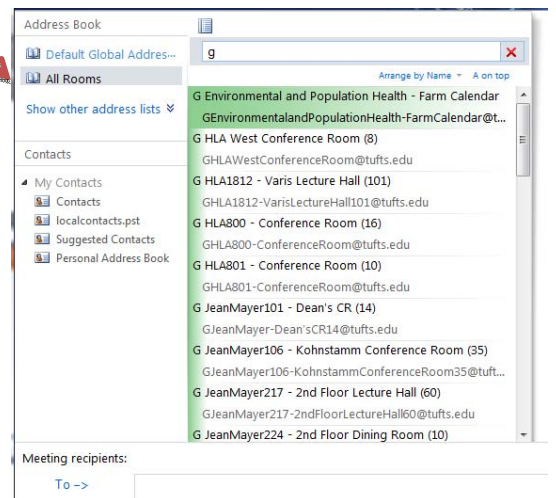 Address Book
Default Global Addres...
All Rooms
Show other address lists
Contacts
My Contacts
Contacts
localcontacts.pst
Suggested Contacts
Personal Address Book
g
Arrange by Name A on top
G Environmental and Population Health - Farm Calendar
GEnvironmentalandPopulationHealth-FarmCalendar@t...
G HLA West Conference Room (8)
GHLAWestConferenceRoom@tufts.edu
G HLA1812 - Varis Lecture Hall (101)
GHLA1812-VarisLectureHall101@tufts.edu
G HLA800 - Conference Room (16)
GHLA800-ConferenceRoom@tufts.edu
G HLA801 - Conference Room (10)
GHLA801-ConferenceRoom@tufts.edu
G JeanMayer101 - Dean's CR (14)
GJeanMayer-Dean'sCR14@tufts.edu
G JeanMayer106 - Kohnstamm Conference Room (35)
GJeanMayer106-KohnstammConferenceRoom35@tuft...
G JeanMayer217 - 2nd Floor Lecture Hall (60)
GJeanMayer217-2ndFloorLectureHall60@tufts.edu
G JeanMayer224 - 2nd Floor Dining Room (10)
Meeting recipients:
To ->